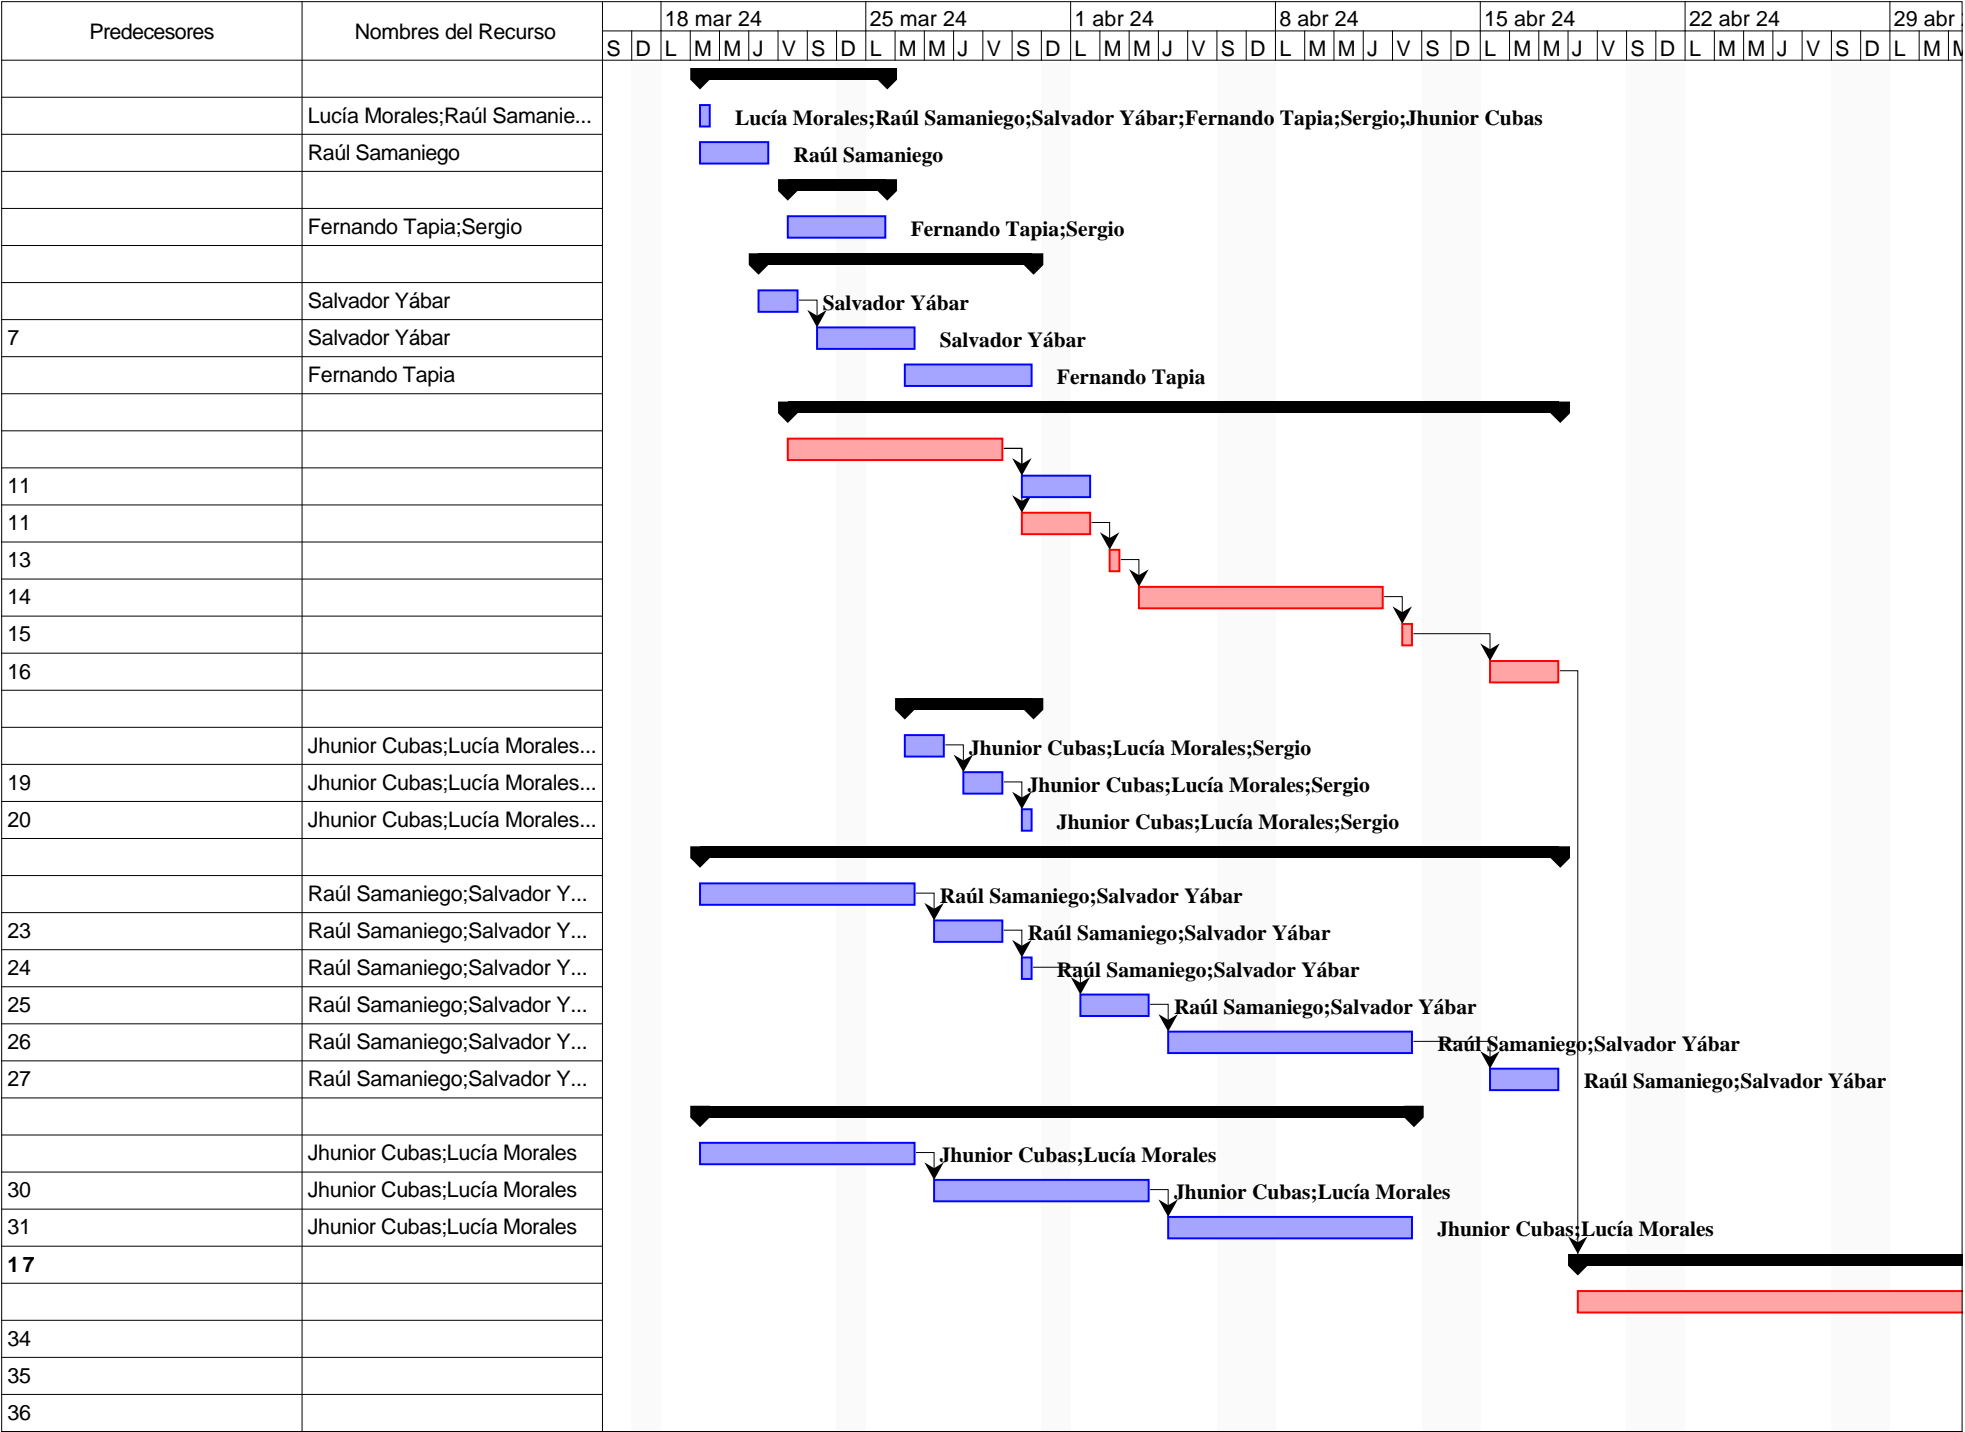 Predecesores Nombres del Recurso
18 mar 24 25 mar 24 1 abr 24 8 abr 24 15 abr 24 22 abr 24 29 abr
S D L M M J V S D L M M J V S D L M M J V S D L M M J V S D L M M J V S D L M M J V S D L M M
Lucía Morales;Raúl Samanie... Lucía Morales;Raúl Samaniego;Salvador Yábar;Fernando Tapia;Sergio;Jhunior Cubas
Raúl Samaniego Raúl Samaniego
Fernando Tapia;Sergio Fernando Tapia;Sergio
Salvador Yábar Salvador Yábar
7 Salvador Yábar Salvador Yábar
Fernando Tapia Fernando Tapia
11
11
13
14
15
16
Jhunior Cubas;Lucía Morales... Jhunior Cubas;Lucía Morales;Sergio
19 Jhunior Cubas;Lucía Morales... Jhunior Cubas;Lucía Morales;Sergio
20 Jhunior Cubas;Lucía Morales... Jhunior Cubas;Lucía Morales;Sergio
Raúl Samaniego;Salvador Y... Raúl Samaniego;Salvador Yábar
23 Raúl Samaniego;Salvador Y... Raúl Samaniego;Salvador Yábar
24 Raúl Samaniego;Salvador Y... Raúl Samaniego;Salvador Yábar
25 Raúl Samaniego;Salvador Y... Raúl Samaniego;Salvador Yábar
26 Raúl Samaniego;Salvador Y... Raúl Samaniego;Salvador Yábar
27 Raúl Samaniego;Salvador Y... Raúl Samaniego;Salvador Yábar
Jhunior Cubas;Lucía Morales Jhunior Cubas;Lucía Morales
30 Jhunior Cubas;Lucía Morales Jhunior Cubas;Lucía Morales
31 Jhunior Cubas;Lucía Morales Jhunior Cubas;Lucía Morales
17
34
35
36